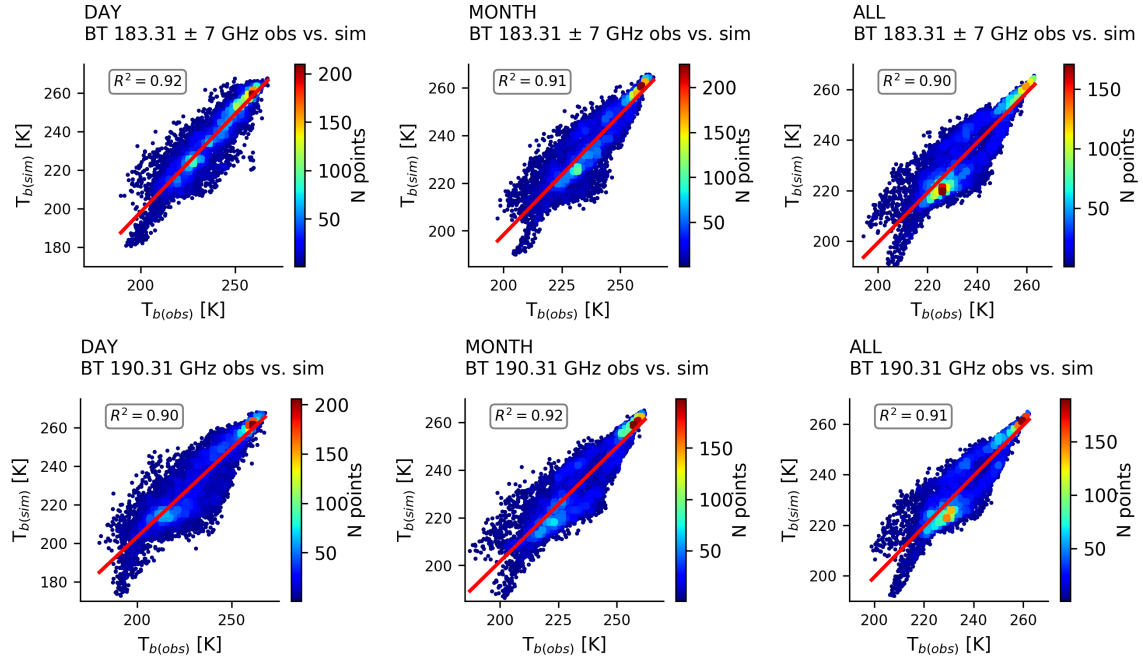 DAY
BT 183.31 ± 7 GHz obs vs. sim
R² = 0.92
260
240
220
200
180
200
250
T_b(sim) [K]
T_b(obs) [K]
200
150
100
50
N points
MONTH
BT 183.31 ± 7 GHz obs vs. sim
R² = 0.91
260
240
220
200
200
225
250
T_b(sim) [K]
T_b(obs) [K]
200
150
100
50
N points
ALL
BT 183.31 ± 7 GHz obs vs. sim
R² = 0.90
260
240
220
200
200
220
240
260
T_b(sim) [K]
T_b(obs) [K]
150
100
50
N points
DAY
BT 190.31 GHz obs vs. sim
R² = 0.90
260
240
220
200
180
200
250
T_b(sim) [K]
T_b(obs) [K]
200
150
100
50
N points
MONTH
BT 190.31 GHz obs vs. sim
R² = 0.92
260
240
220
200
200
225
250
T_b(sim) [K]
T_b(obs) [K]
150
100
50
N points
ALL
BT 190.31 GHz obs vs. sim
R² = 0.91
260
240
220
200
200
220
240
260
T_b(sim) [K]
T_b(obs) [K]
150
100
50
N points